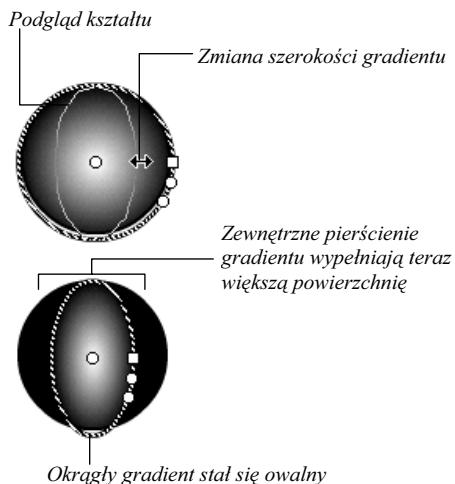 Podgląd kształtu
Zmiana szerokości gradientu
Zewnętrzne pierścienie
gradientu wypełniają teraz
większą powierzchnię
Okrągły gradient stał się owalny